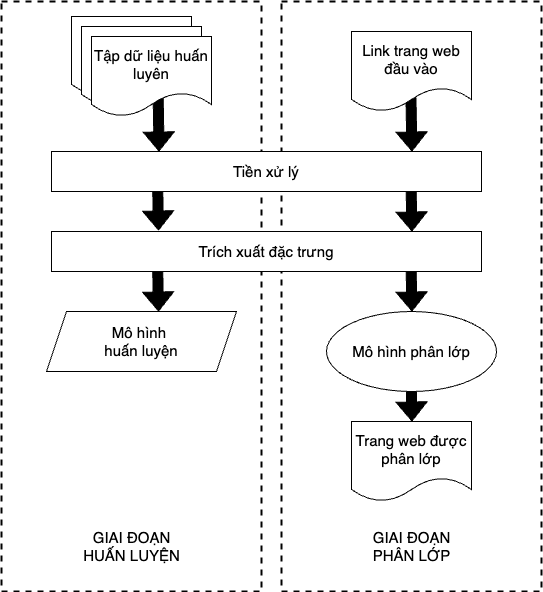 Tập dữ liệu huấn
luyên
Link trang web
đầu vào
Tiền xử lý
Trích xuất đặc trưng
Mô hình
huấn luyện
Mô hình phân lớp
Trang web được
phân lớp
GIAI ĐOẠN
HUẤN LUYỆN
GIAI ĐOẠN
PHÂN LỚP